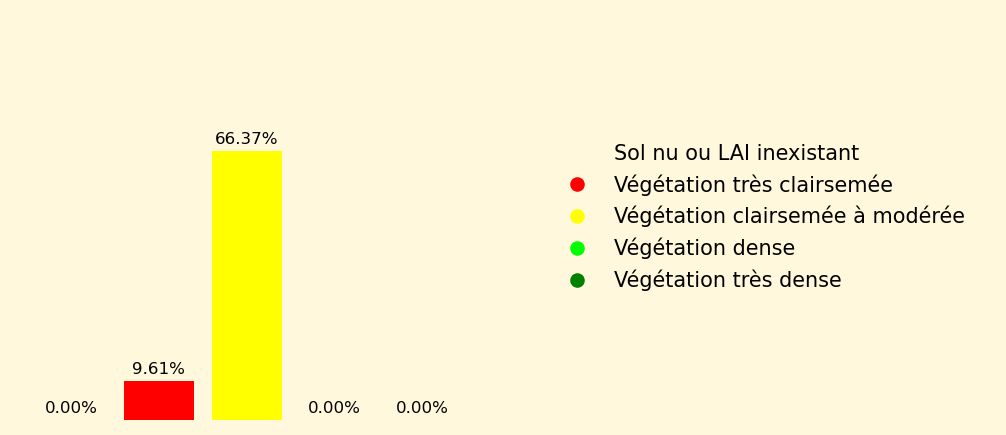 66.37%
9.61%
0.00%
0.00%
0.00%
Sol nu ou LAI inexistant
Végétation très clairsemée
Végétation clairsemée à modérée
Végétation dense
Végétation très dense